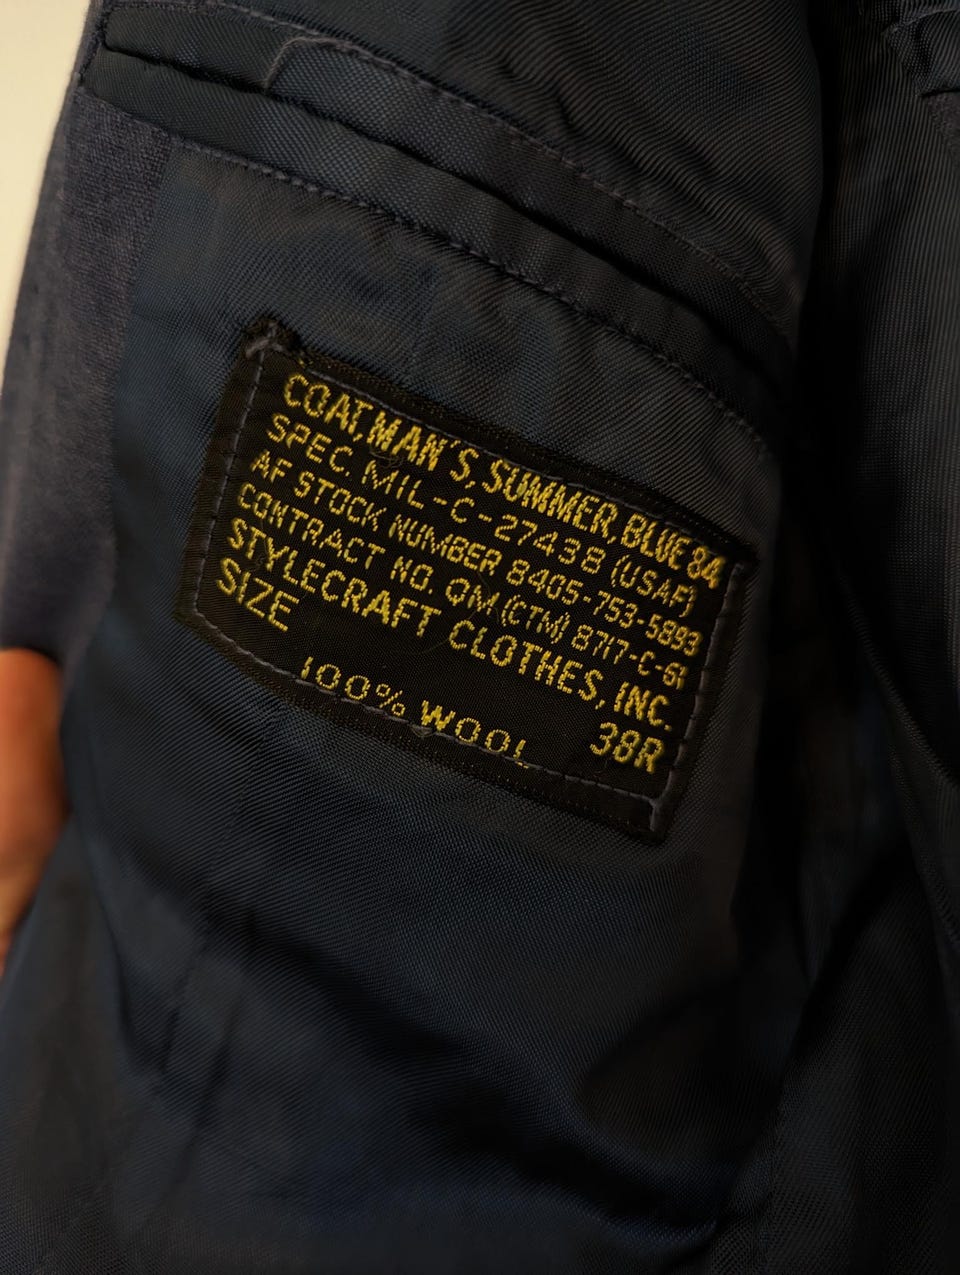 COAT, MAN'S, SUMMER, BLUE 84
SPEC. MIL-C-27438 (USAF)
AF STOCK NUMBER 8405-753-5893
CONTRACT NO. QM (CTM) 8717-C-61
STYLECRAFT CLOTHES, INC.
SIZE 38R
100% WOOL